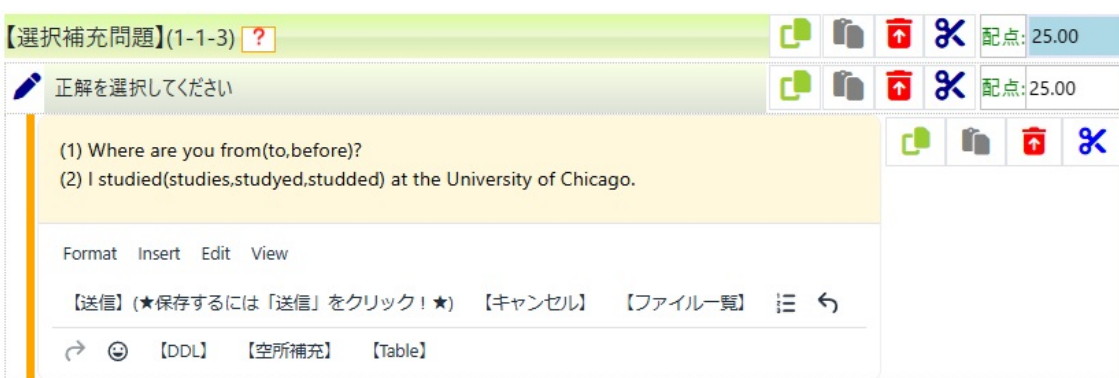 【選択補充問題】(1-1-3) ? 配点: 25.00
正解を選択してください 配点: 25.00
(1) Where are you from(to,before)?
(2) I studied(studies,studyed,studded) at the University of Chicago.
Format Insert Edit View
【送信】(★保存するには「送信」をクリック！★) 【キャンセル】 【ファイル一覧】
【DDL】 【空所補充】 【Table】